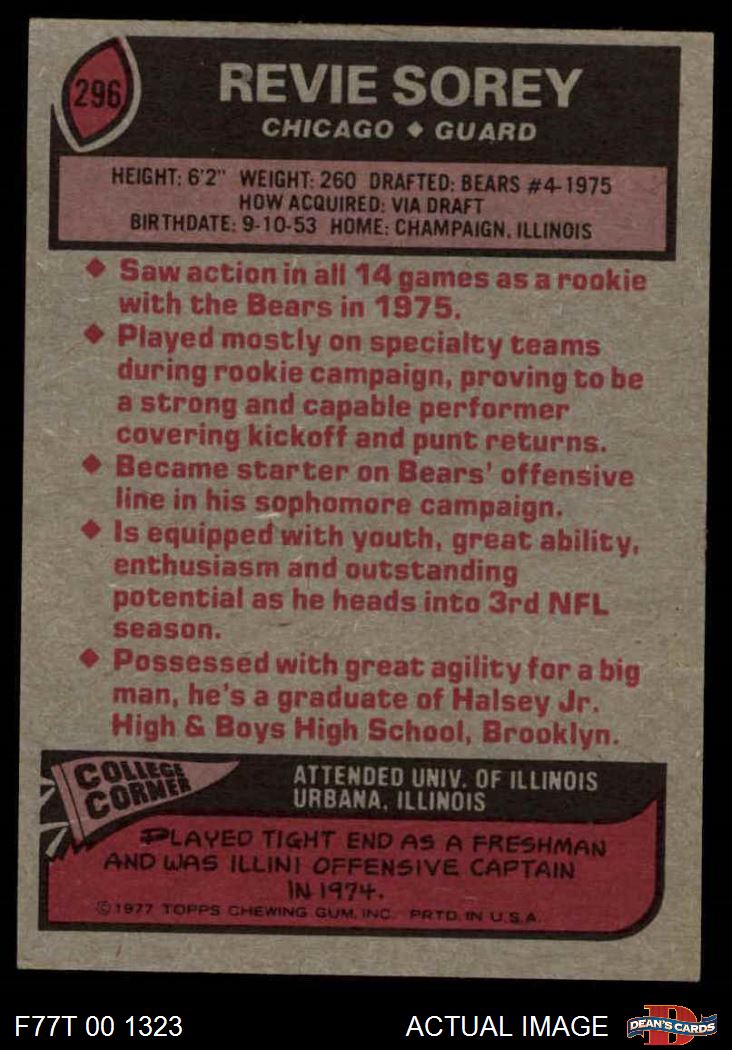 296
REVIE SOREY
CHICAGO ♦ GUARD
HEIGHT: 6'2" WEIGHT: 260 DRAFTED: BEARS #4-1975
HOW ACQUIRED: VIA DRAFT
BIRTHDATE: 9-10-53 HOME: CHAMPAIGN, ILLINOIS
♦ Saw action in all 14 games as a rookie
with the Bears in 1975.
♦ Played mostly on specialty teams
during rookie campaign, proving to be
a strong and capable performer
covering kickoff and punt returns.
♦ Became starter on Bears' offensive
line in his sophomore campaign.
♦ Is equipped with youth, great ability,
enthusiasm and outstanding
potential as he heads into 3rd NFL
season.
♦ Possessed with great agility for a big
man, he's a graduate of Halsey Jr.
High & Boys High School, Brooklyn.
COLLEGE
CORNER
ATTENDED UNIV. OF ILLINOIS
URBANA, ILLINOIS
PLAYED TIGHT END AS A FRESHMAN
AND WAS ILLINI OFFENSIVE CAPTAIN
IN 1974.
©1977 TOPPS CHEWING GUM, INC. PRTD. IN U.S.A.
F77T 00 1323
ACTUAL IMAGE
D
DEAN'S CARDS